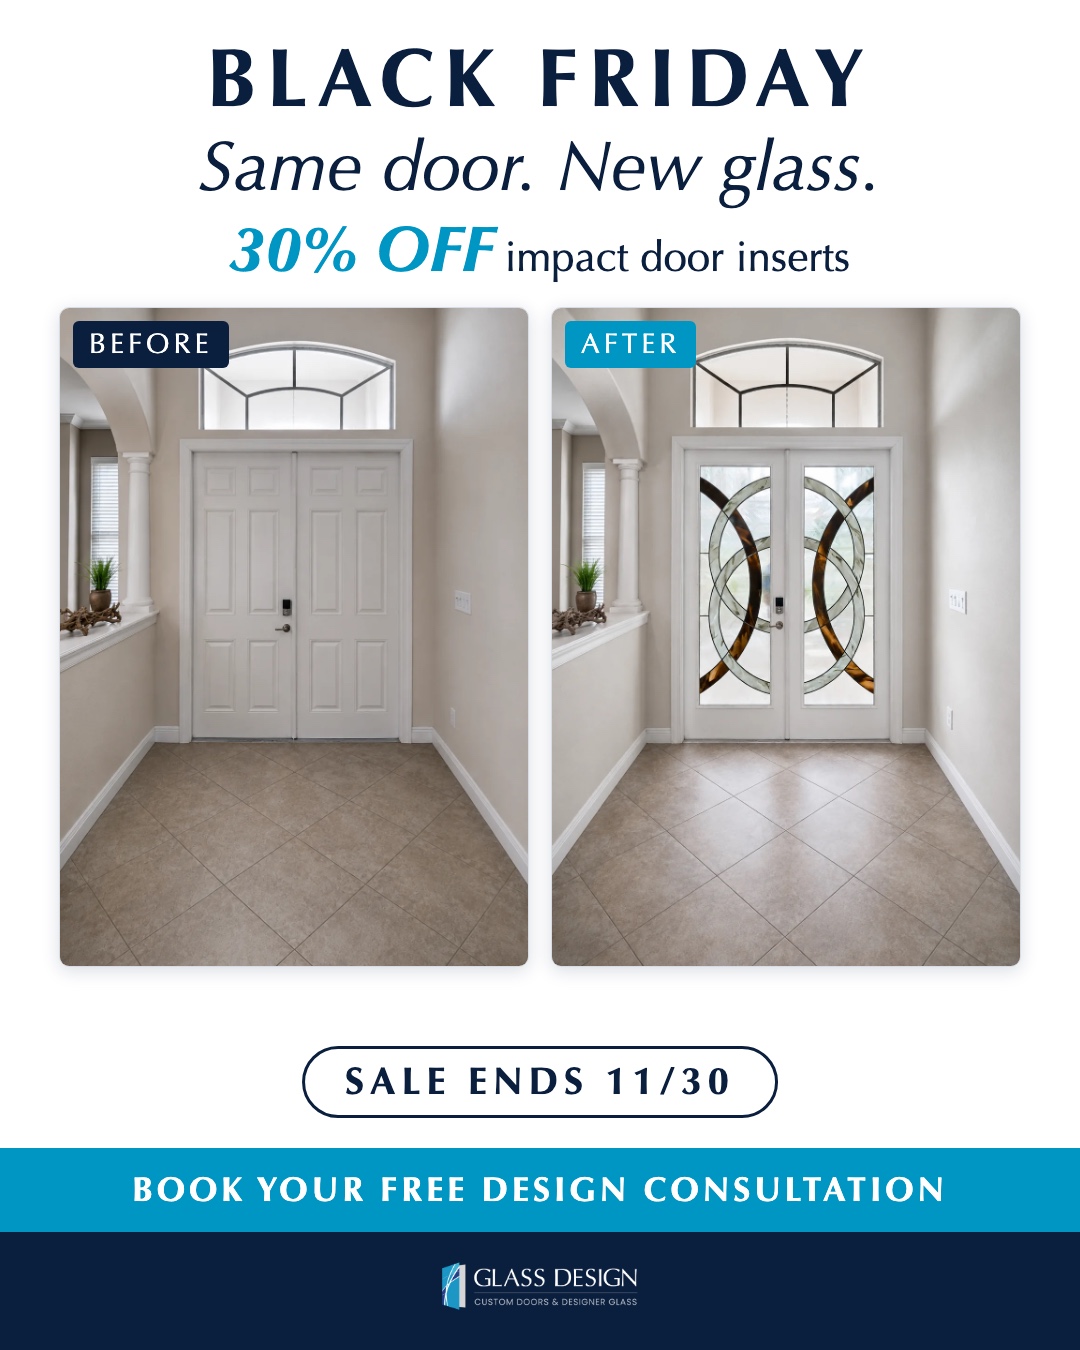 BLACK FRIDAY
Same door. New glass.
30% OFF impact door inserts
BEFORE
AFTER
SALE ENDS 11/30
BOOK YOUR FREE DESIGN CONSULTATION
GLASS DESIGN
CUSTOM DOORS & DESIGNER GLASS